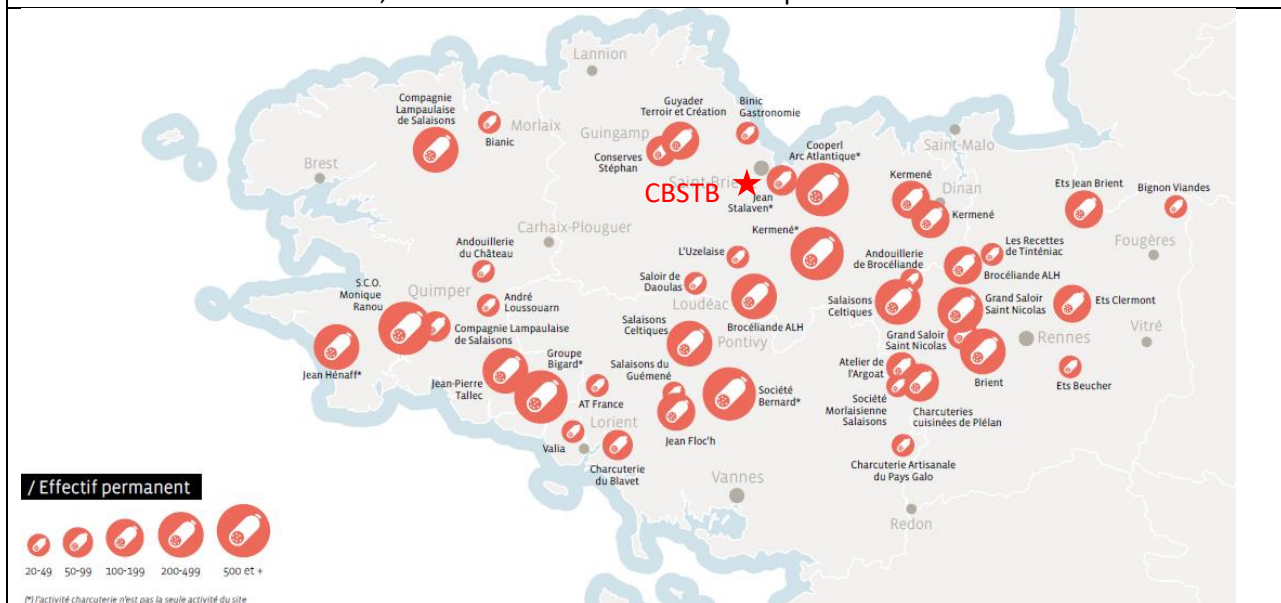 Lannion
Compagnie
Lampaulaise
de Salaisons
Bianic
Morlaix
Brest
Guyader
Terroir et Création
Guingamp
Conserves
Stéphan
Binic
Gastronomie
Cooperl
Arc Atlantique*
Saint-Brie
CBSTB
Jean
Stalaven*
Saint-Malo
Kermené
Dinan
Kermené
Ets Jean Brient
Bignon Viandes
Fougères
Carhaix-Plouguer
Kermené*
Andouillerie
du Château
L'Uzelaise
Saloir de
Daoulas
Loudéac
Brocéliande ALH
Andouillerie
de Brocéliande
Les Recettes
de Tinténiac
Brocéliande ALH
Salaisons
Celtiques
Grand Saloir
Saint Nicolas
Ets Clermont
Vitré
S.C.O.
Monique
Ranou
Quimper
André
Loussouarn
Compagnie Lampaulaise
de Salaisons
Jean Hénaff*
Salaisons
Celtiques
Pontivy
Grand Saloir
Saint Nicolas
Rennes
Brient
Ets Beucher
Jean-Pierre
Tallec
Groupe
Bigard*
AT France
Salaisons du
Guémené
Société
Bernard*
Jean Floc'h
Atelier de
l'Argoat
Société
Morlaisienne
Salaisons
Charcuteries
cuisinées de Plélan
Lorient
Valia
Charcuterie
du Blavet
Charcuterie Artisanale
du Pays Galo
Vannes
Redon
/ Effectif permanent
20-49 50-99 100-199 200-499 500 et +
(*) l'activité charcuterie n'est pas la seule activité du site